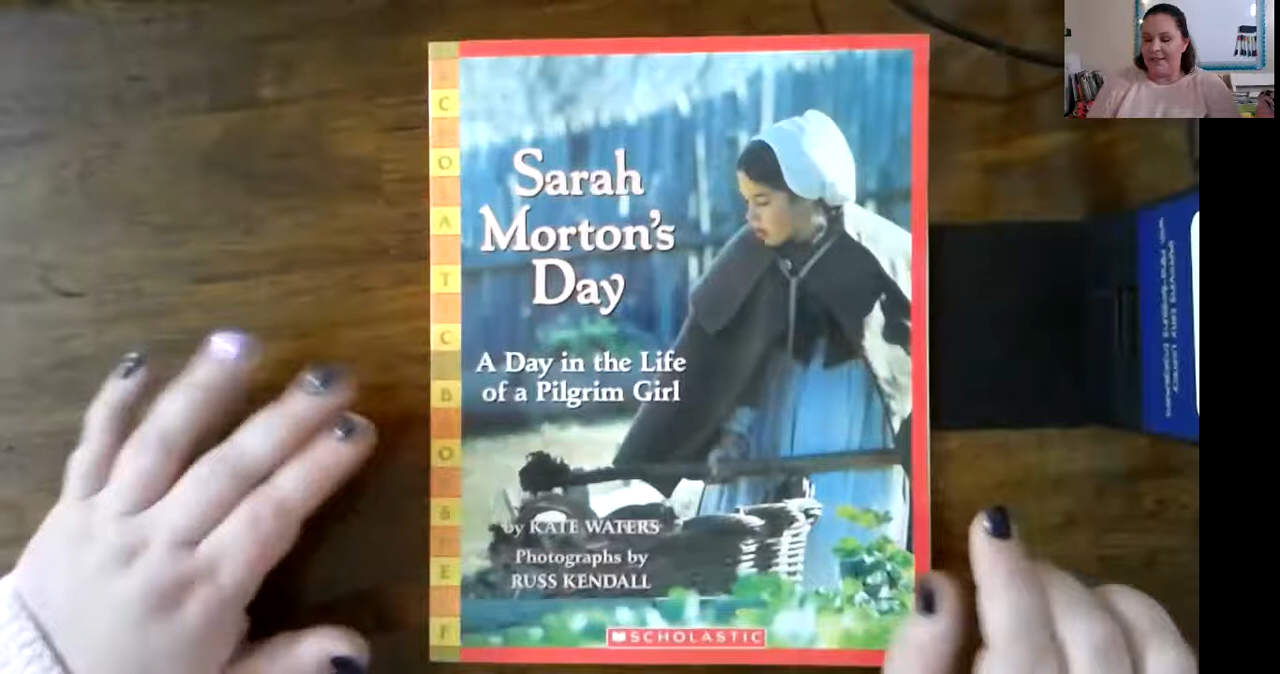 Sarah
Morton's
Day
A Day in the Life
of a Pilgrim Girl
by KATE WATERS
Photographs by
RUSS KENDALL
SCHOLASTIC